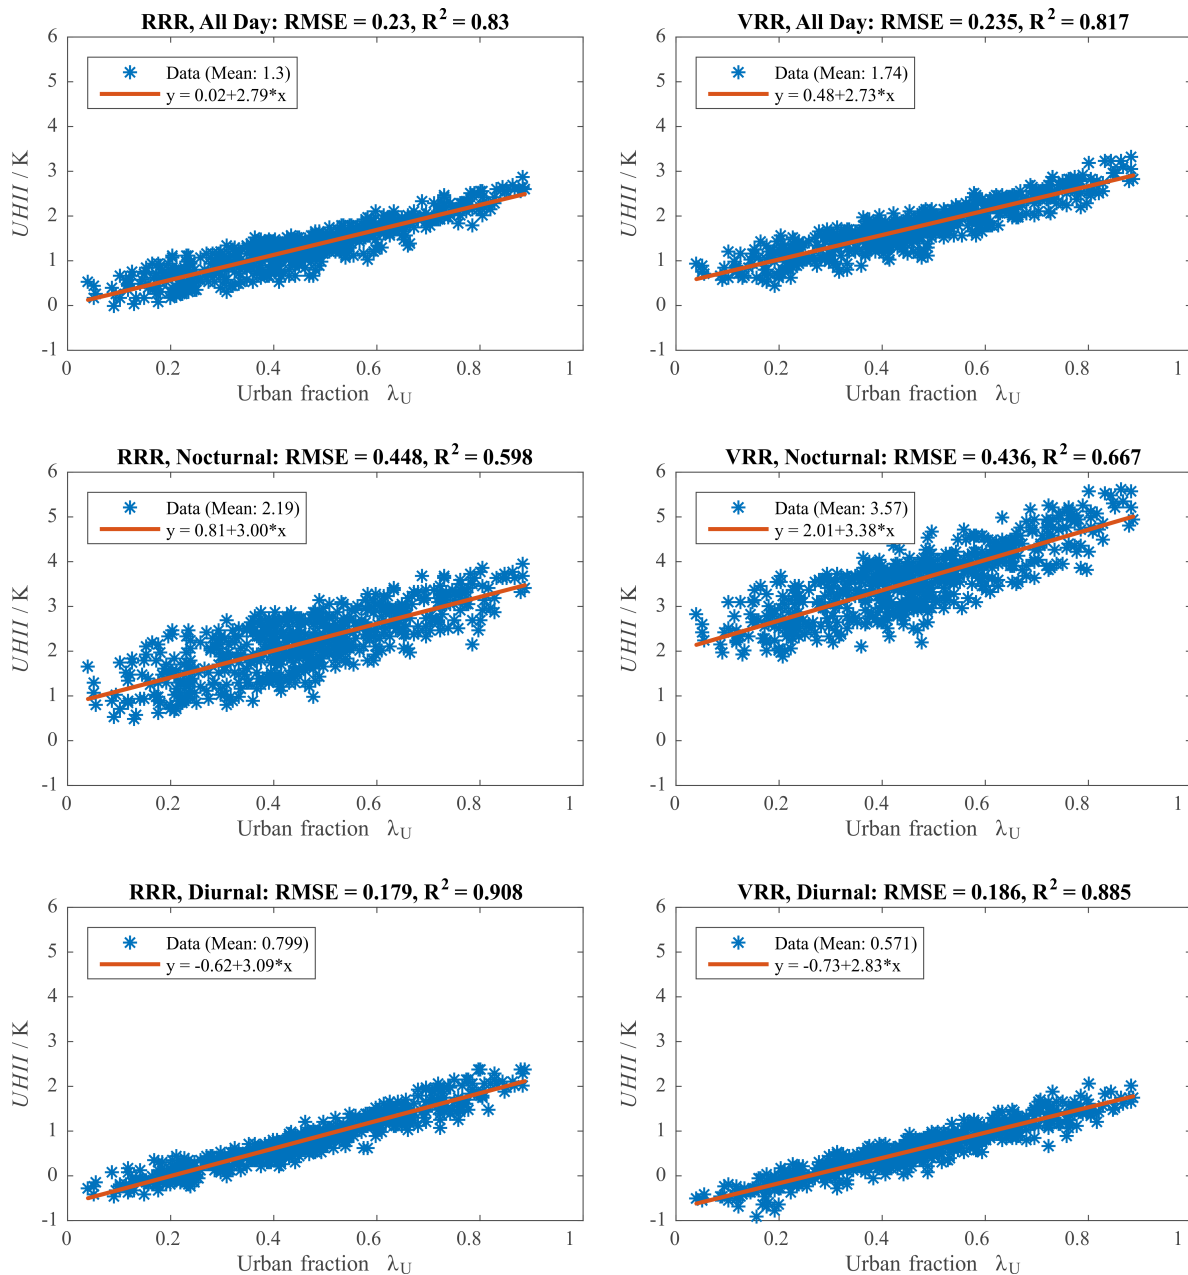 RRR, All Day: RMSE = 0.23, R² = 0.83
6
5
4
3
2
1
0
-1
UHII / K
Data (Mean: 1.3)
y = 0.02+2.79*x
0 0.2 0.4 0.6 0.8 1
Urban fraction λU
VRR, All Day: RMSE = 0.235, R² = 0.817
6
5
4
3
2
1
0
-1
UHII / K
Data (Mean: 1.74)
y = 0.48+2.73*x
0 0.2 0.4 0.6 0.8 1
Urban fraction λU
RRR, Nocturnal: RMSE = 0.448, R² = 0.598
6
5
4
3
2
1
0
-1
UHII / K
Data (Mean: 2.19)
y = 0.81+3.00*x
0 0.2 0.4 0.6 0.8 1
Urban fraction λU
VRR, Nocturnal: RMSE = 0.436, R² = 0.667
6
5
4
3
2
1
0
-1
UHII / K
Data (Mean: 3.57)
y = 2.01+3.38*x
0 0.2 0.4 0.6 0.8 1
Urban fraction λU
RRR, Diurnal: RMSE = 0.179, R² = 0.908
6
5
4
3
2
1
0
-1
UHII / K
Data (Mean: 0.799)
y = -0.62+3.09*x
0 0.2 0.4 0.6 0.8 1
Urban fraction λU
VRR, Diurnal: RMSE = 0.186, R² = 0.885
6
5
4
3
2
1
0
-1
UHII / K
Data (Mean: 0.571)
y = -0.73+2.83*x
0 0.2 0.4 0.6 0.8 1
Urban fraction λU